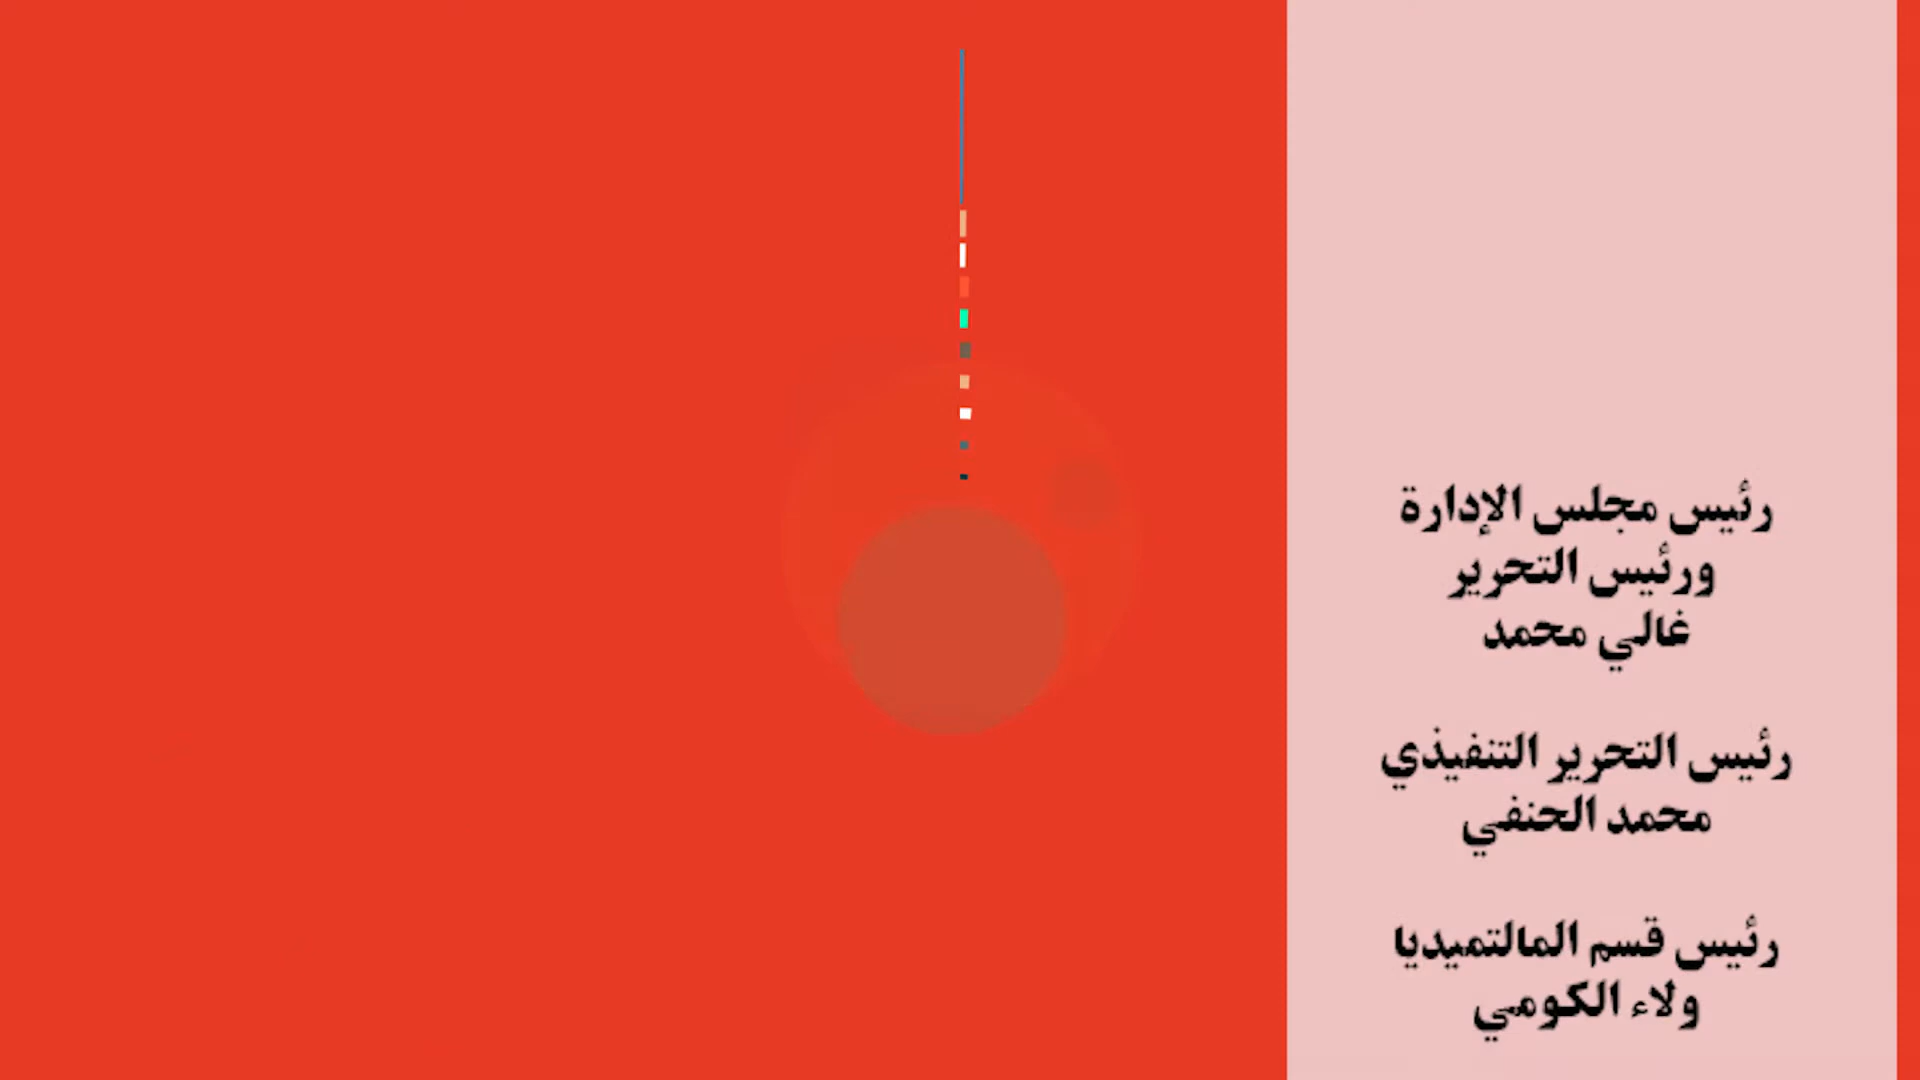 رئيس مجلس الإدارة
ورئيس التحرير
غالي محمد
رئيس التحرير التنفيذي
محمد الحنفي
رئيس قسم المالتميديا
ولاء الكومي